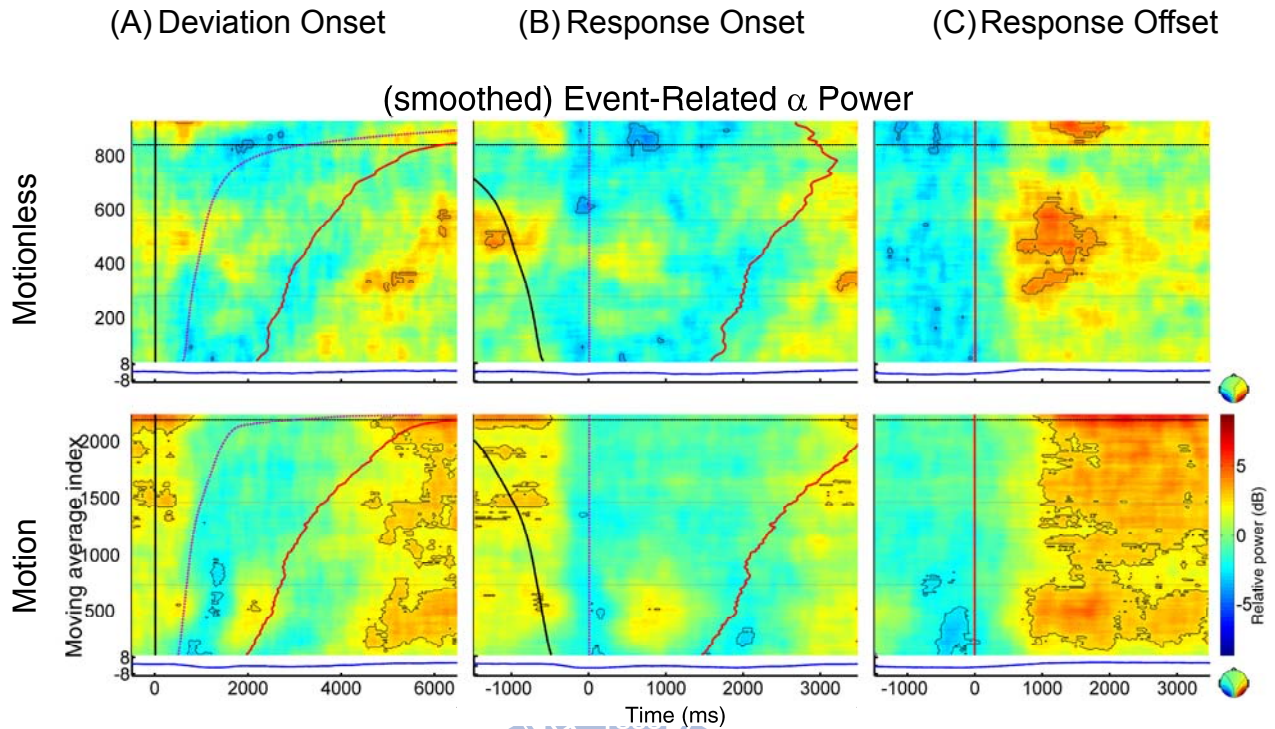 (A) Deviation Onset (B) Response Onset (C) Response Offset
(smoothed) Event-Related α Power
Motionless
800
600
400
200
8
-8
Motion
Moving average index
2000
1500
1000
500
8
-8
0 2000 4000 6000
-1000 0 1000 2000 3000
-1000 0 1000 2000 3000
Time (ms)
5
0
-5
Relative power (dB)